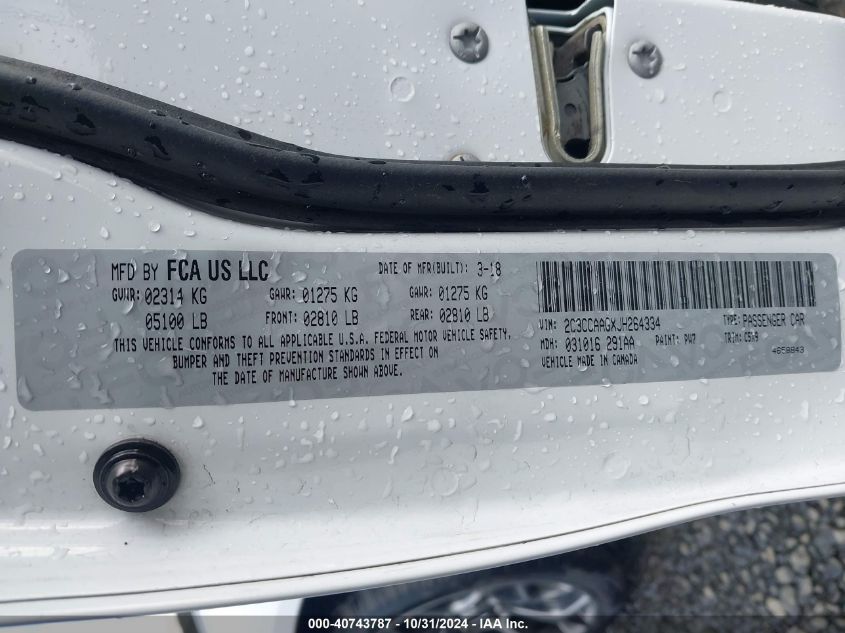 MFD BY FCA US LLC DATE OF MFR(BUILT): 3-18
GVWR: 02314 KG GAWR: 01275 KG GAWR: 01275 KG
05100 LB FRONT: 02810 LB REAR: 02810 LB
THIS VEHICLE CONFORMS TO ALL APPLICABLE U.S.A. FEDERAL MOTOR VEHICLE SAFETY,
BUMPER AND THEFT PREVENTION STANDARDS IN EFFECT ON
THE DATE OF MANUFACTURE SHOWN ABOVE.
VIN: 2C3CCAAGXJH264334 TYPE: PASSENGER CAR
MDH: 031016 291AA PAINT: PW7 TRIM:
VEHICLE MADE IN CANADA
000-40743787 - 10/31/2024 - IAA Inc.